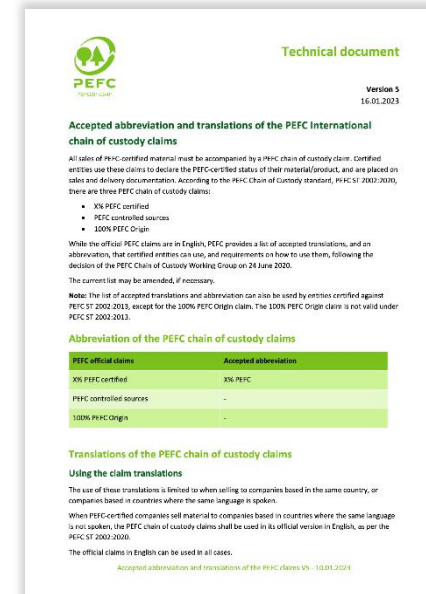 Technical document
PEFC
Version 5
16.01.2023
Accepted abbreviation and translations of the PEFC International
chain of custody claims
All sales of PEFC-certified material must be accompanied by a PEFC chain of custody claim. Certified
entities use these claims to declare the PEFC-certified status of their material/product, and are placed on
sales and delivery documentation. According to the PEFC Chain of Custody standard, PEFC ST 2002:2020,
there are three PEFC chain of custody claims:
• X% PEFC certified
• PEFC controlled sources
• 100% PEFC Origin
While the official PEFC claims are in English, PEFC provides a list of accepted translations, and an
abbreviation, that certified entities can use, and requirements on how to use them, following the
decision of the PEFC Chain of Custody Working Group on 24 June 2020.
The current list may be amended, if necessary.
Note: The list of accepted translations and abbreviation can also be used by entities certified against
PEFC ST 2002:2013, except for the 100% PEFC Origin claim. The 100% PEFC Origin claim is not valid under
PEFC ST 2002:2013.
Abbreviation of the PEFC chain of custody claims
PEFC official claims Accepted abbreviation
X% PEFC certified X% PEFC
PEFC controlled sources -
100% PEFC Origin -
Translations of the PEFC chain of custody claims
Using the claim translations
The use of these translations is limited to when selling to companies based in the same country, or
companies based in countries where the same language is spoken.
When PEFC-certified companies sell material to companies based in countries where the same language
is not spoken, the PEFC chain of custody claims shall be used in its official version in English, as per the
PEFC ST 2002:2020.
The official claims in English can be used in all cases.
Accepted abbreviation and translations of the PEFC claims V5 - 10.01.2023